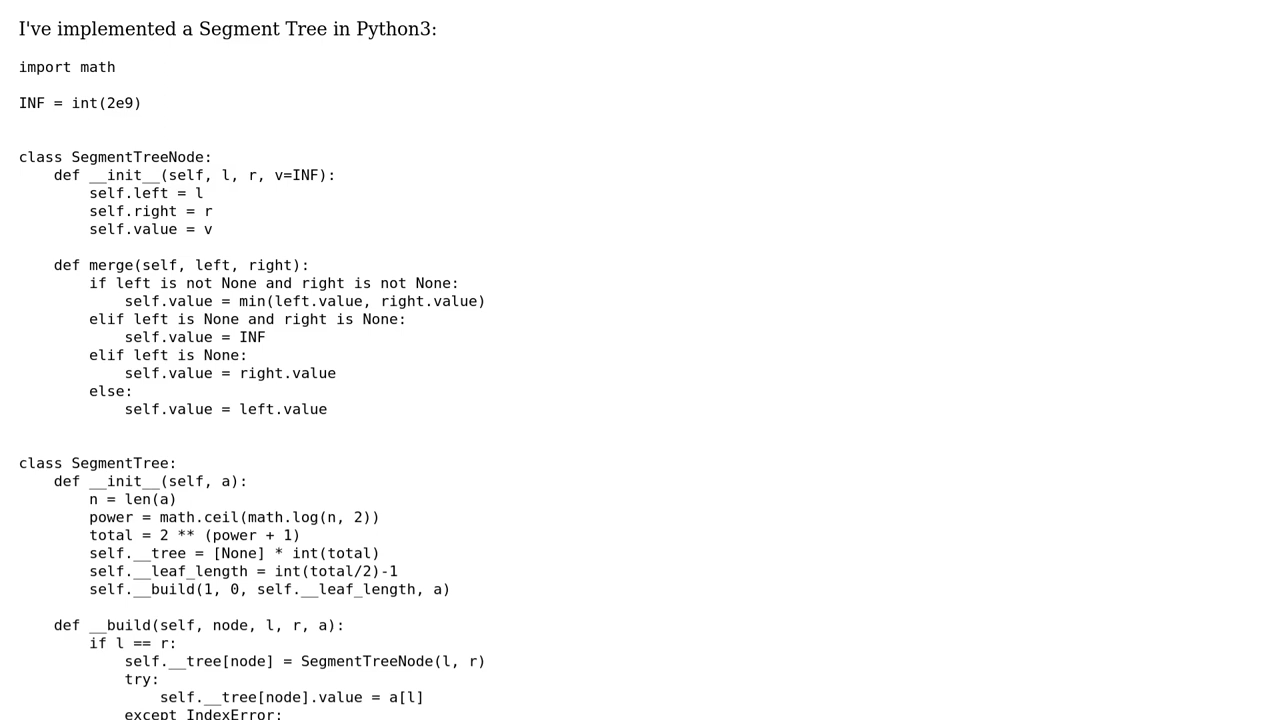 I've implemented a Segment Tree in Python3:
import math
INF = int(2e9)
class SegmentTreeNode:
    def __init__(self, l, r, v=INF):
        self.left = l
        self.right = r
        self.value = v
    def merge(self, left, right):
        if left is not None and right is not None:
            self.value = min(left.value, right.value)
        elif left is None and right is None:
            self.value = INF
        elif left is None:
            self.value = right.value
        else:
            self.value = left.value
class SegmentTree:
    def __init__(self, a):
        n = len(a)
        power = math.ceil(math.log(n, 2))
        total = 2 ** (power + 1)
        self.__tree = [None] * int(total)
        self.__leaf_length = int(total/2)-1
        self.__build(1, 0, self.__leaf_length, a)
    def __build(self, node, l, r, a):
        if l == r:
            self.__tree[node] = SegmentTreeNode(l, r)
            try:
                self.__tree[node].value = a[l]
            except IndexError: